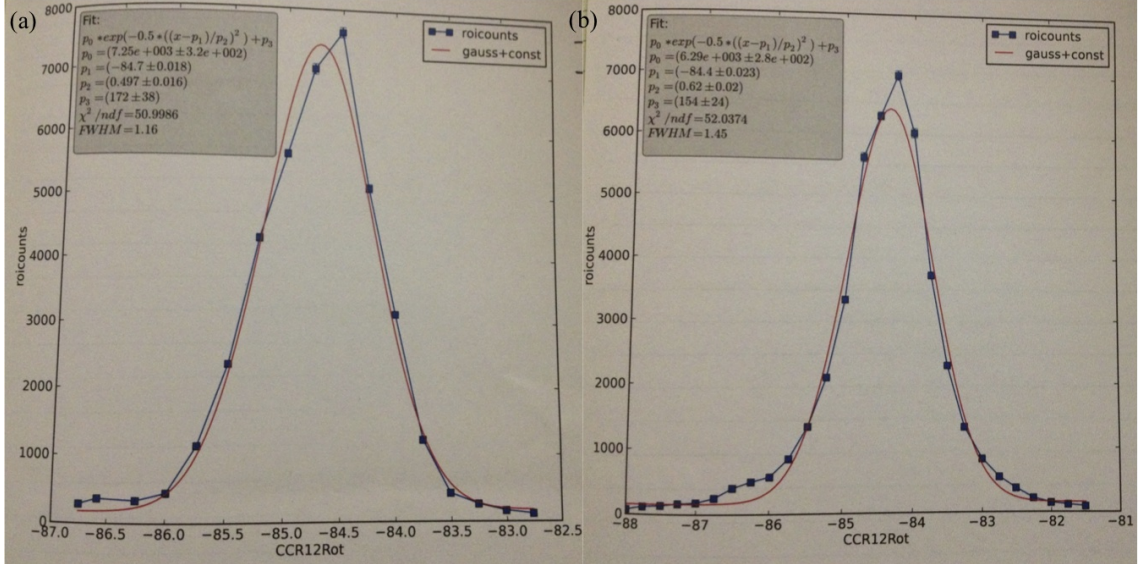 (a)
Fit:
p₀ *exp(−0.5*((x−p₁)/p₂)²)+p₃
p₀=(7.25e+003±3.2e+002)
p₁=(−84.7±0.018)
p₂=(0.497±0.016)
p₃=(172±38)
χ² /ndf=50.9986
FWHM=1.16
roicounts
gauss+const
8000
7000
6000
5000
4000
3000
2000
1000
0
roicounts
−87.0 −86.5 −86.0 −85.5 −85.0 −84.5 −84.0 −83.5 −83.0 −82.5
CCR12Rot
(b)
Fit:
p₀ *exp(−0.5*((x−p₁)/p₂)²)+p₃
p₀=(6.29e+003±2.8e+002)
p₁=(−84.4±0.023)
p₂=(0.62±0.02)
p₃=(154±24)
χ² /ndf=52.0374
FWHM=1.45
roicounts
gauss+const
8000
7000
6000
5000
4000
3000
2000
1000
0
roicounts
−88 −87 −86 −85 −84 −83 −82 −81
CCR12Rot